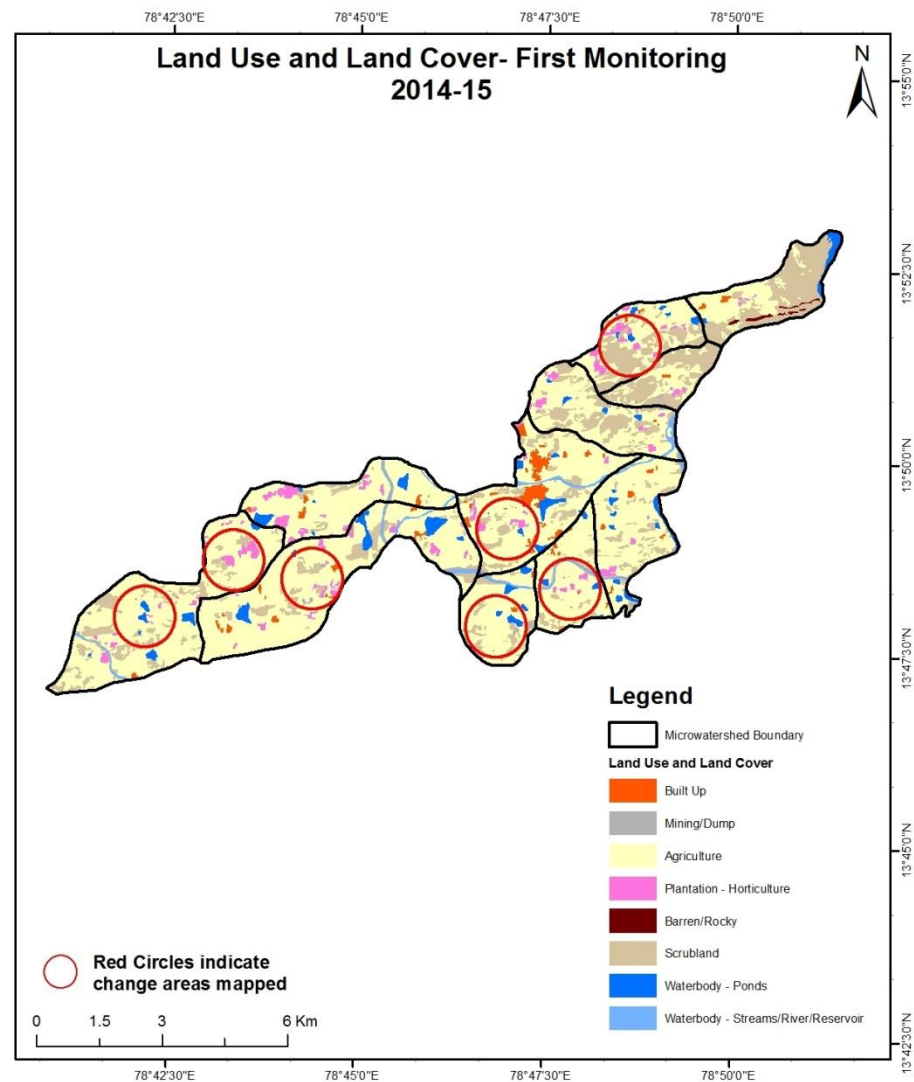 78°42'30"E 78°45'0"E 78°47'30"E 78°50'0"E
Land Use and Land Cover- First Monitoring
2014-15
N
13°55'0"N
13°52'30"N
13°50'0"N
13°47'30"N
13°45'0"N
13°42'30"N
Legend
Microwatershed Boundary
Land Use and Land Cover
Built Up
Mining/Dump
Agriculture
Plantation - Horticulture
Barren/Rocky
Scrubland
Waterbody - Ponds
Waterbody - Streams/River/Reservoir
Red Circles indicate
change areas mapped
0 1.5 3 6 Km
78°42'30"E 78°45'0"E 78°47'30"E 78°50'0"E